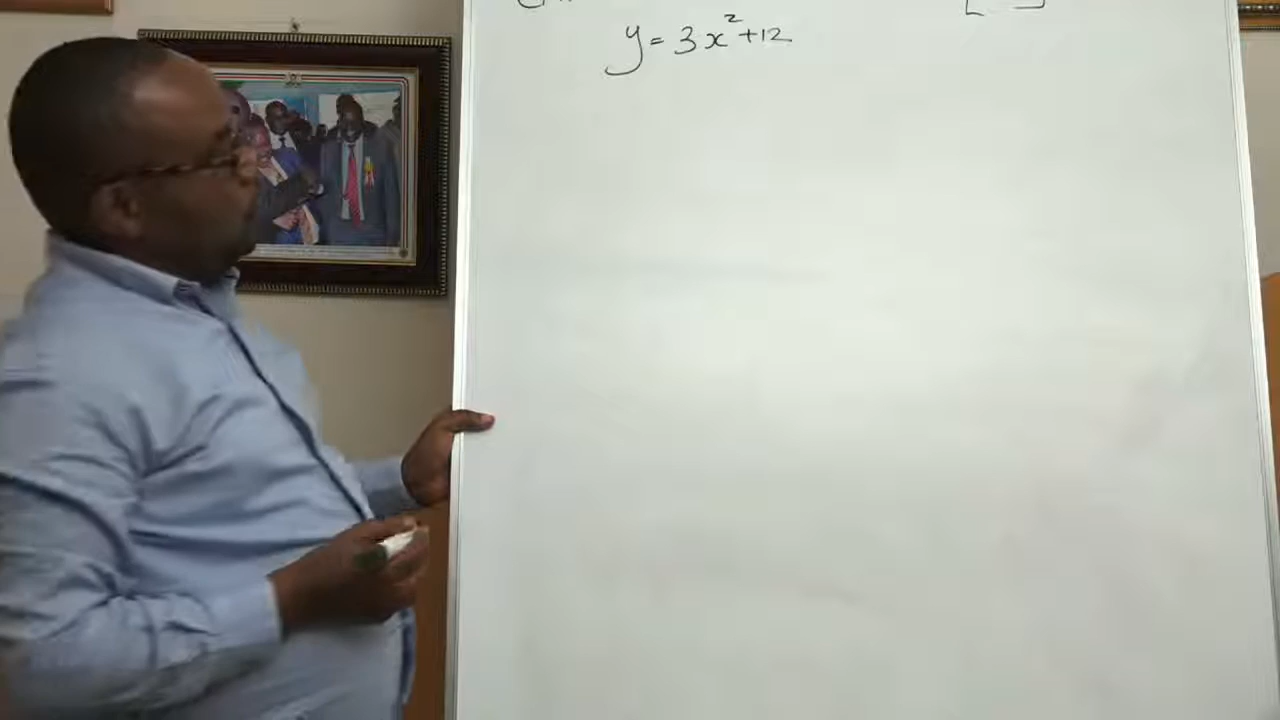 y = 3x² + 12